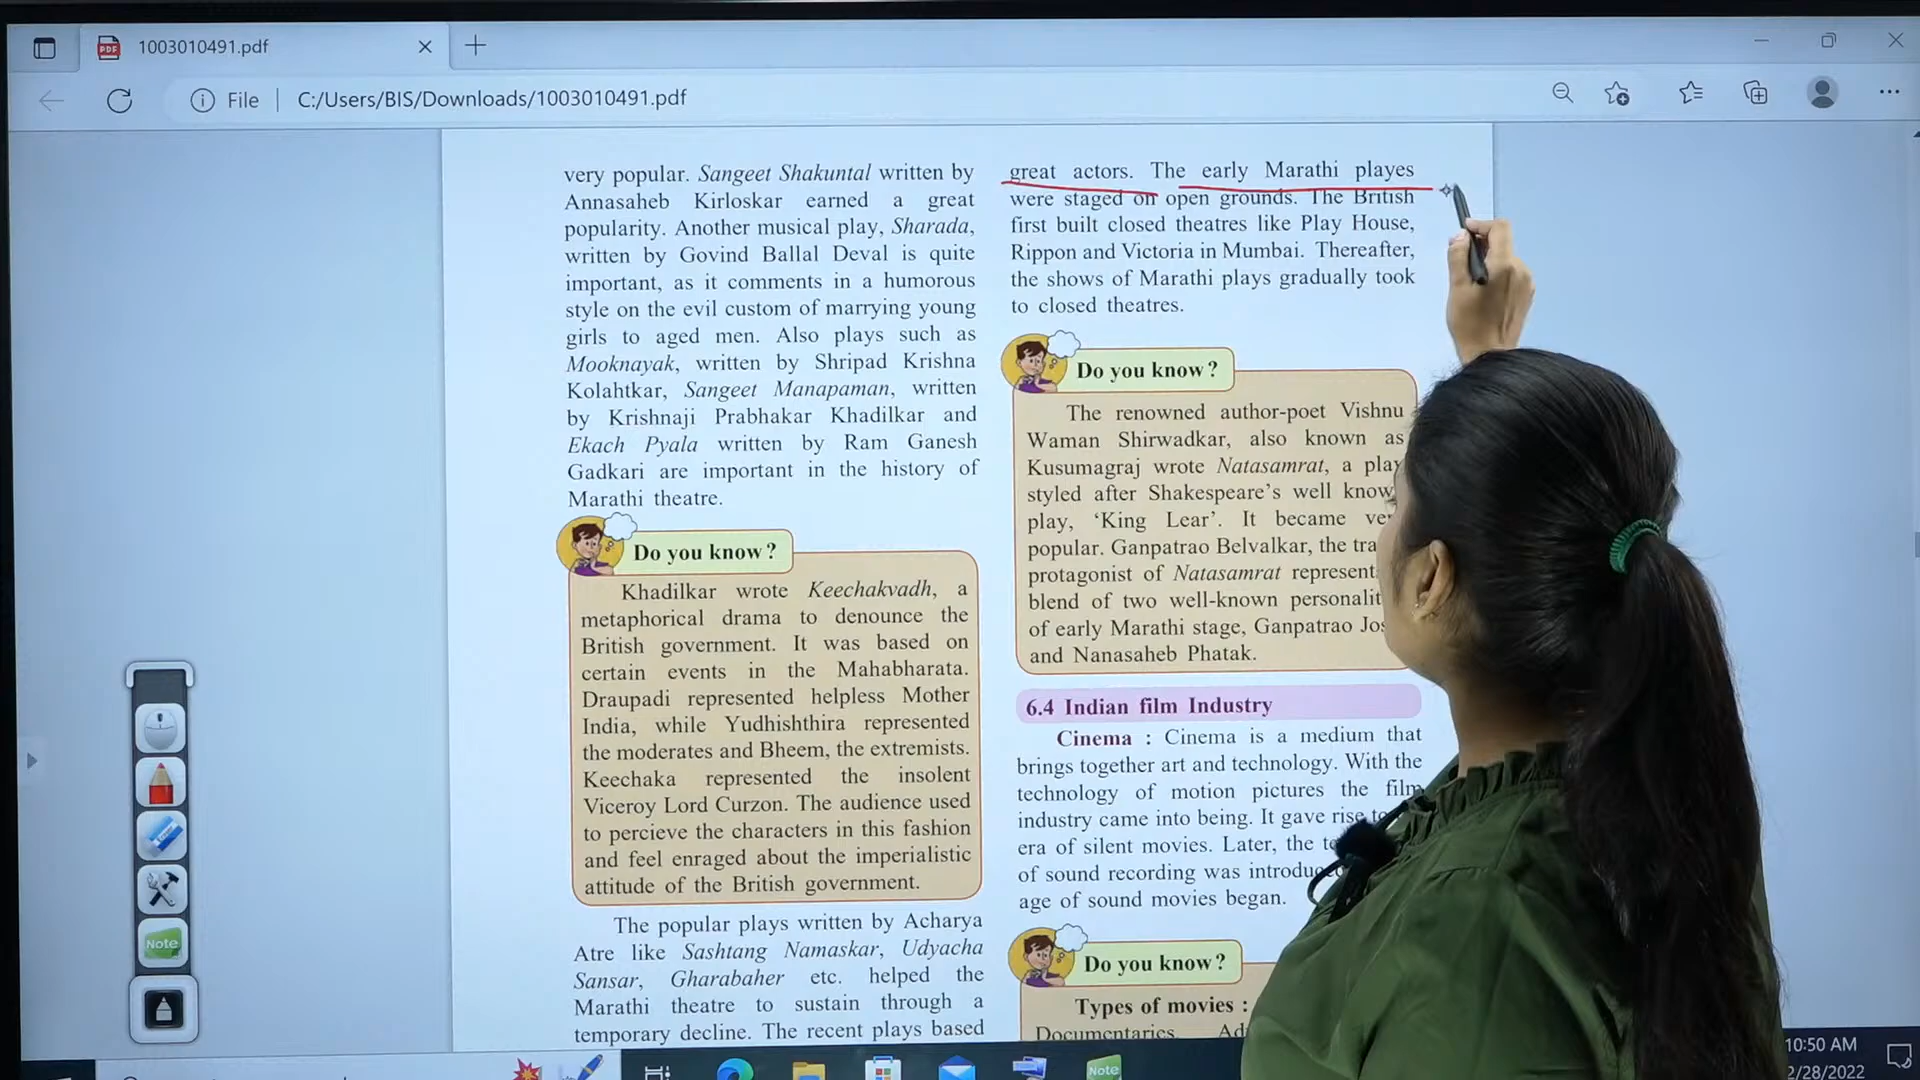 1003010491.pdf
File
C:/Users/BIS/Downloads/1003010491.pdf
very popular. Sangeet Shakuntal written by
Annasaheb Kirloskar earned a great
popularity. Another musical play, Sharada,
written by Govind Ballal Deval is quite
important, as it comments in a humorous
style on the evil custom of marrying young
girls to aged men. Also plays such as
Mooknayak, written by Shripad Krishna
Kolahtkar, Sangeet Manapaman, written
by Krishnaji Prabhakar Khadilkar and
Ekach Pyala written by Ram Ganesh
Gadkari are important in the history of
Marathi theatre.
Do you know?
Khadilkar wrote Keechakvadh, a
metaphorical drama to denounce the
British government. It was based on
certain events in the Mahabharata.
Draupadi represented helpless Mother
India, while Yudhishthira represented
the moderates and Bheem, the extremists.
Keechaka represented the insolent
Viceroy Lord Curzon. The audience used
to percieve the characters in this fashion
and feel enraged about the imperialistic
attitude of the British government.
The popular plays written by Acharya
Atre like Sashtang Namaskar, Udyacha
Sansar, Gharabaher etc. helped the
Marathi theatre to sustain through a
temporary decline. The recent plays based
great actors. The early Marathi playes
were staged on open grounds. The British
first built closed theatres like Play House,
Rippon and Victoria in Mumbai. Thereafter,
the shows of Marathi plays gradually took
to closed theatres.
Do you know?
The renowned author-poet Vishnu
Waman Shirwadkar, also known as
Kusumagraj wrote Natasamrat, a play
styled after Shakespeare's well know
play, 'King Lear'. It became ve
popular. Ganpatrao Belvalkar, the tra
protagonist of Natasamrat represent
blend of two well-known personalit
of early Marathi stage, Ganpatrao Jos
and Nanasaheb Phatak.
6.4 Indian film Industry
Cinema : Cinema is a medium that
brings together art and technology. With the
technology of motion pictures the film
industry came into being. It gave rise to
era of silent movies. Later, the te
of sound recording was introduc
age of sound movies began.
Do you know?
Types of movies :
Documentaries Ad
Note
Note
10:50 AM
2/28/2022